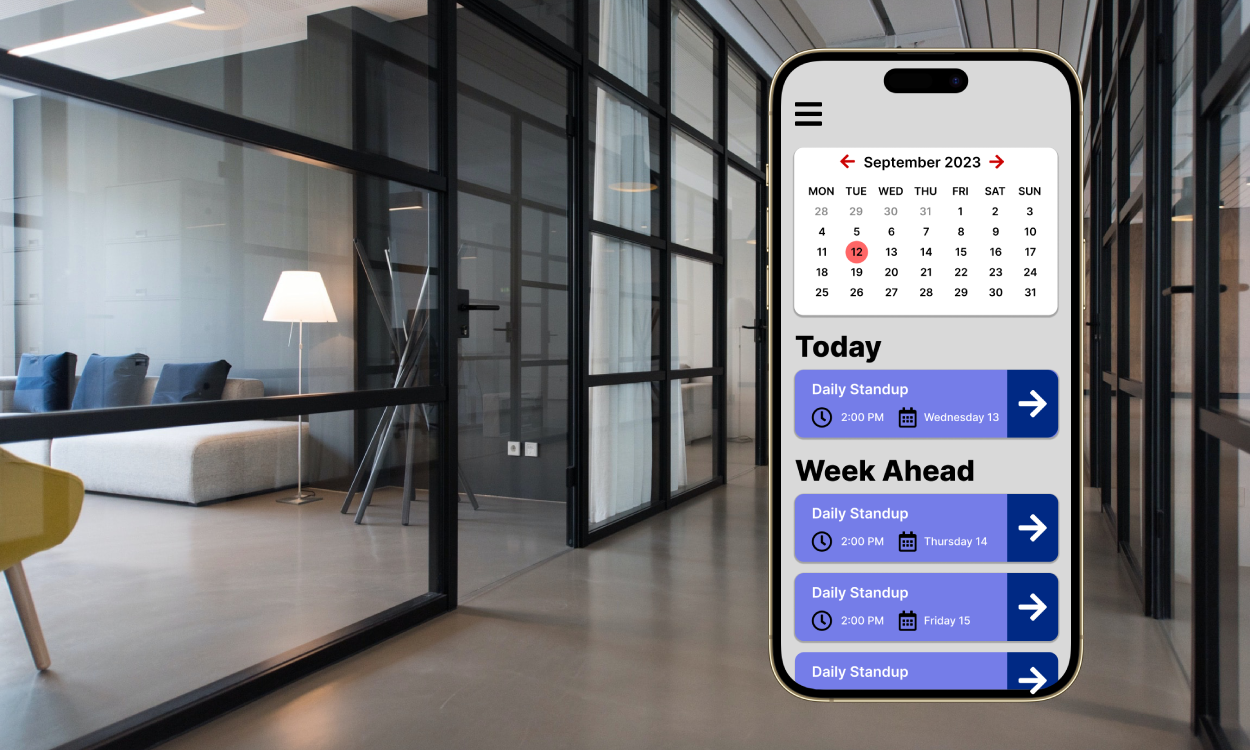 September 2023
MON TUE WED THU FRI SAT SUN
28 29 30 31 1 2 3
4 5 6 7 8 9 10
11 12 13 14 15 16 17
18 19 20 21 22 23 24
25 26 27 28 29 30 31
Today
Daily Standup
2:00 PM Wednesday 13
Week Ahead
Daily Standup
2:00 PM Thursday 14
Daily Standup
2:00 PM Friday 15
Daily Standup